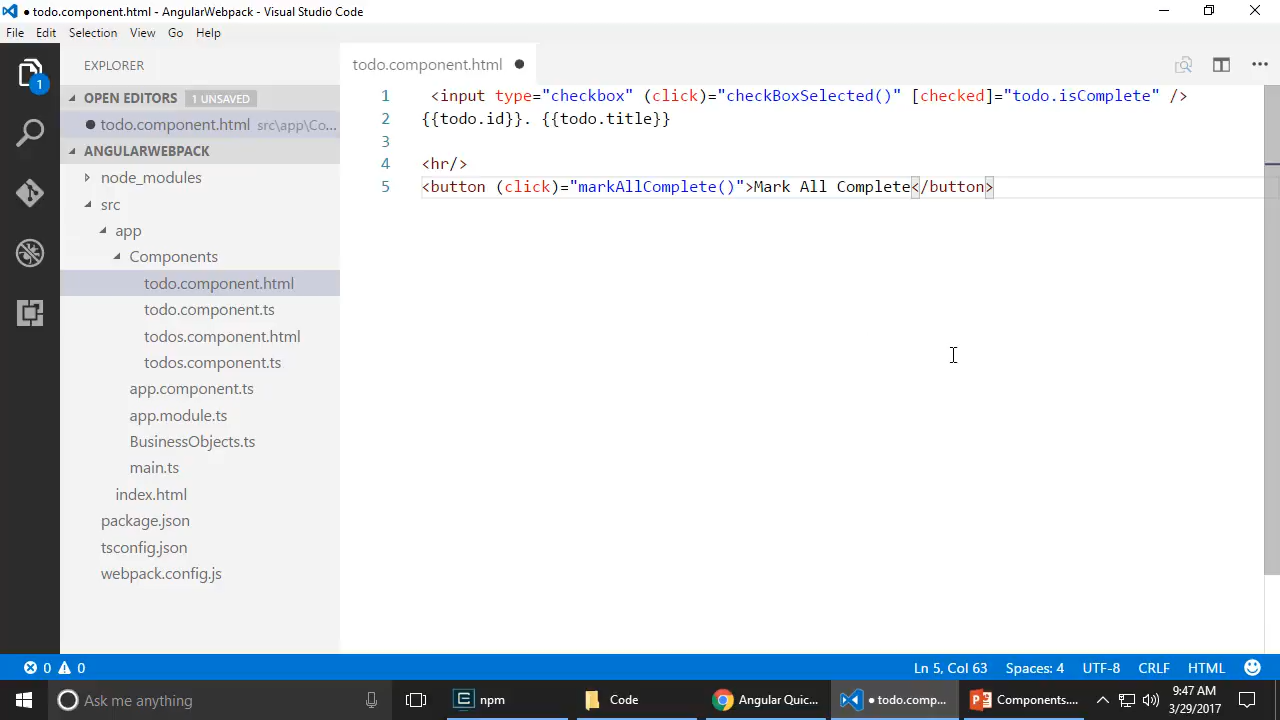 todo.component.html - AngularWebpack - Visual Studio Code
File Edit Selection View Go Help
EXPLORER
OPEN EDITORS 1 UNSAVED
todo.component.html src\app\Co...
ANGULARWEBPACK
node_modules
src
app
Components
todo.component.html
todo.component.ts
todos.component.html
todos.component.ts
app.component.ts
app.module.ts
BusinessObjects.ts
main.ts
index.html
package.json
tsconfig.json
webpack.config.js
1
todo.component.html
1 <input type="checkbox" (click)="checkBoxSelected()" [checked]="todo.isComplete" />
2 {{todo.id}}. {{todo.title}}
3
4 <hr/>
5 <button (click)="markAllComplete()">Mark All Complete</button>
0 0 Ln 5, Col 63 Spaces: 4 UTF-8 CRLF HTML
Ask me anything npm Code Angular Quic... todo.comp... Components.... 9:47 AM
3/29/2017